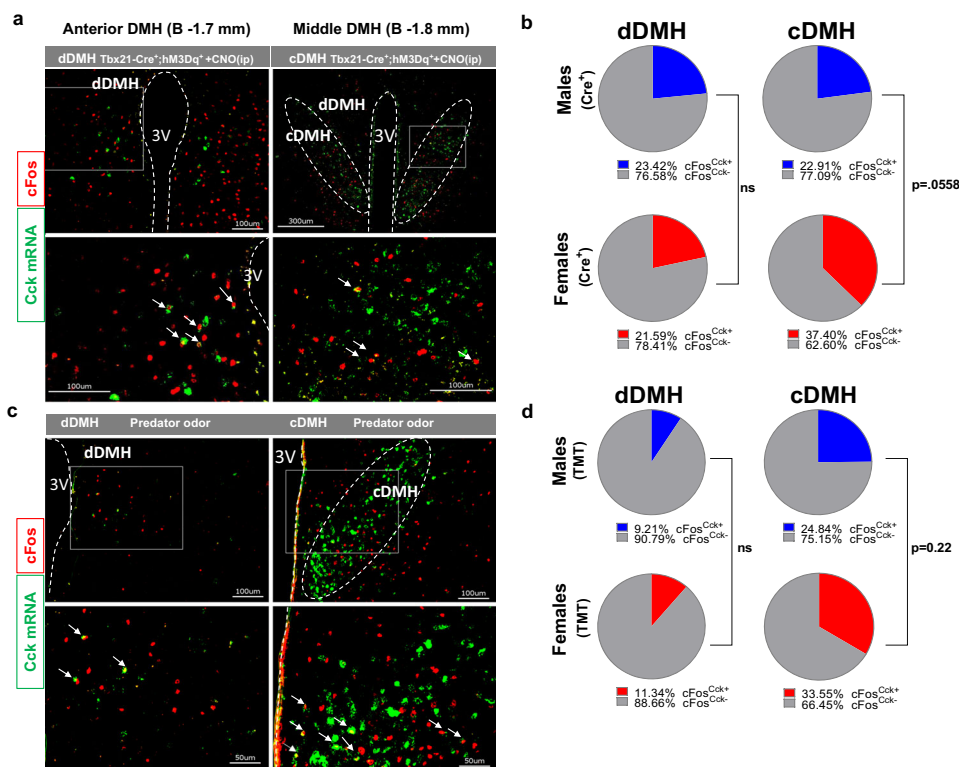 a
Anterior DMH (B -1.7 mm)
Middle DMH (B -1.8 mm)
dDMH Tbx21-Cre⁺;hM3Dq⁺+CNO(ip)
cDMH Tbx21-Cre⁺;hM3Dq⁺+CNO(ip)
cFos
Cck mRNA
dDMH
3V
100um
dDMH
cDMH
3V
300um
3V
100um
100um
b
dDMH
cDMH
Males
(Cre⁺)
23.42% cFosCck+
76.58% cFosCck-
22.91% cFosCck+
77.09% cFosCck-
ns
p=.0558
Females
(Cre⁺)
21.59% cFosCck+
78.41% cFosCck-
37.40% cFosCck+
62.60% cFosCck-
c
dDMH Predator odor
cDMH Predator odor
cFos
Cck mRNA
dDMH
3V
100um
3V
cDMH
100um
50um
50um
d
dDMH
cDMH
Males
(TMT)
9.21% cFosCck+
90.79% cFosCck-
24.84% cFosCck+
75.15% cFosCck-
ns
p=0.22
Females
(TMT)
11.34% cFosCck+
88.66% cFosCck-
33.55% cFosCck+
66.45% cFosCck-